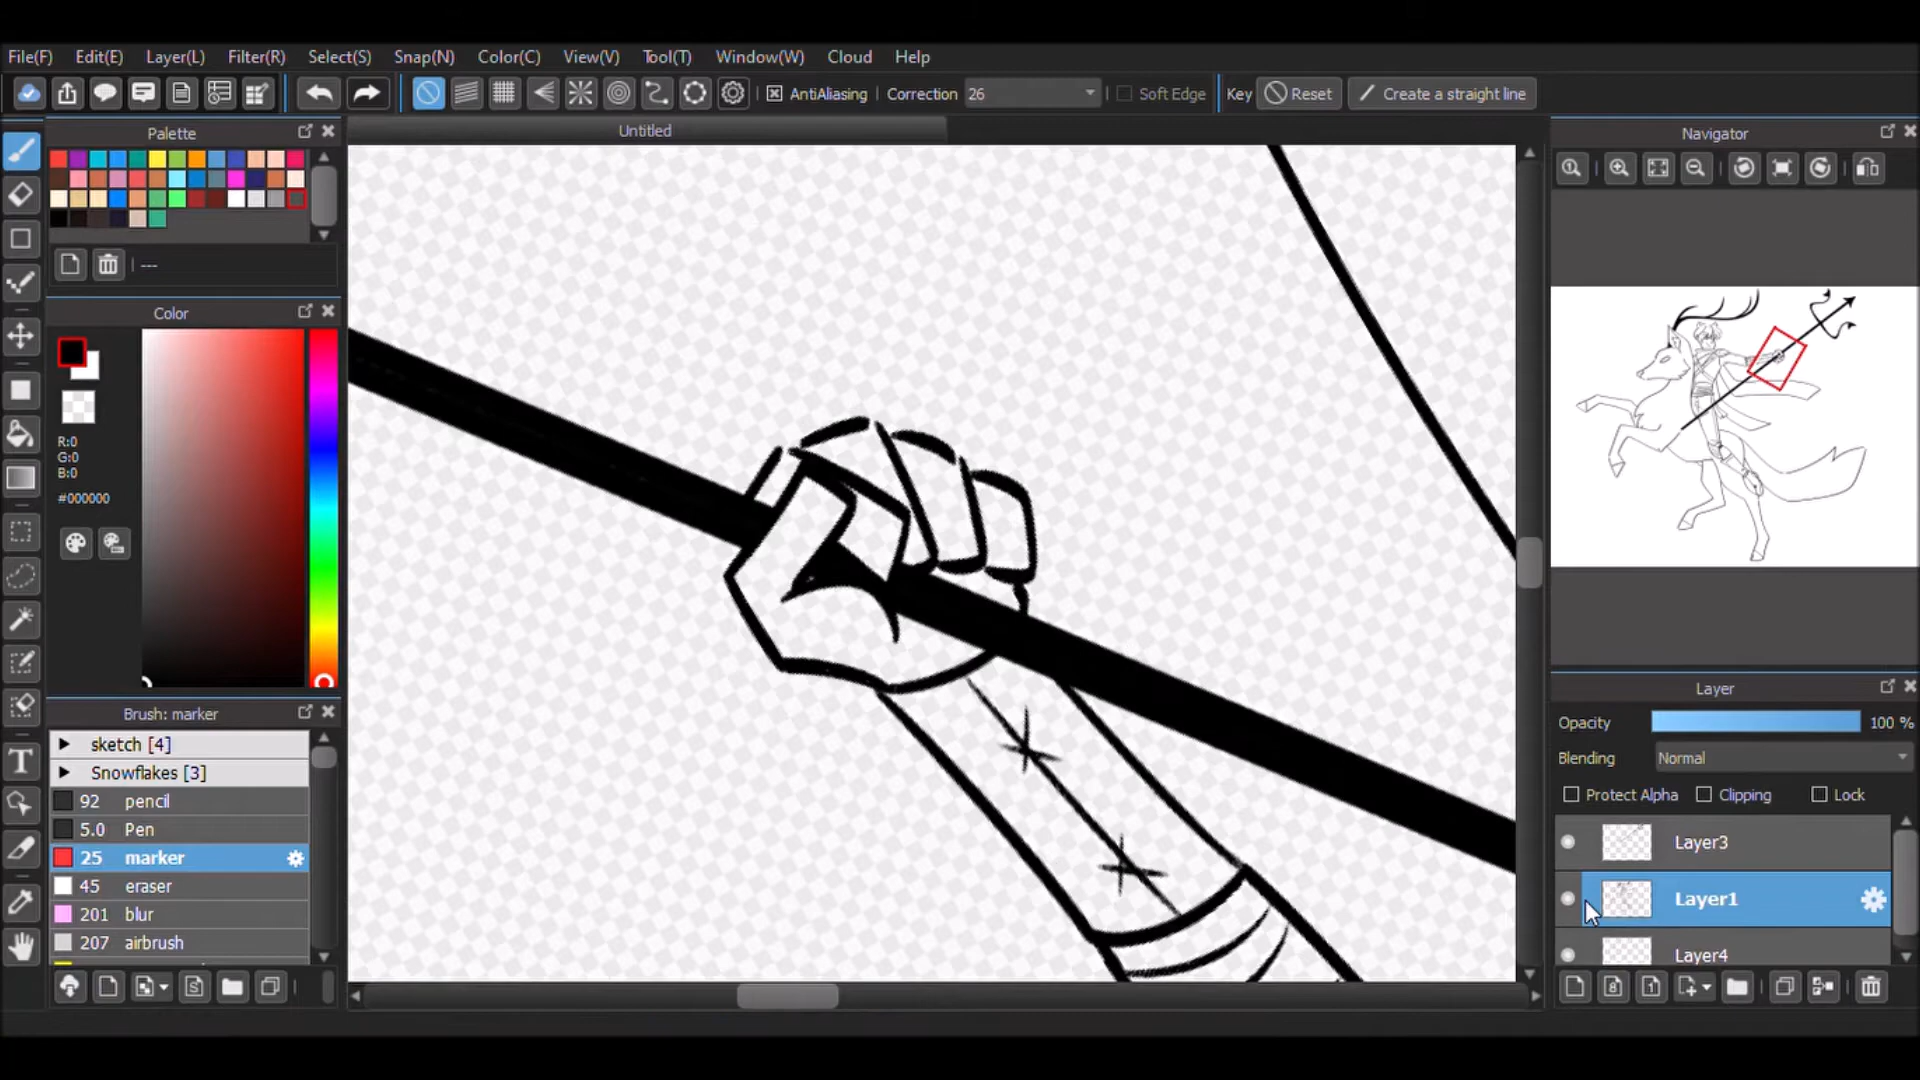 File(F) Edit(E) Layer(L) Filter(R) Select(S) Snap(N) Color(C) View(V) Tool(T) Window(W) Cloud Help
AntiAliasing Correction 26 Soft Edge Key Reset Create a straight line
Palette
Untitled
Navigator
---
Color
R:0
G:0
B:0
#000000
Layer
Opacity 100 %
Blending Normal
Protect Alpha Clipping Lock
Layer3
Layer1
Layer4
Brush: marker
sketch [4]
Snowflakes [3]
92 pencil
5.0 Pen
25 marker
45 eraser
201 blur
207 airbrush